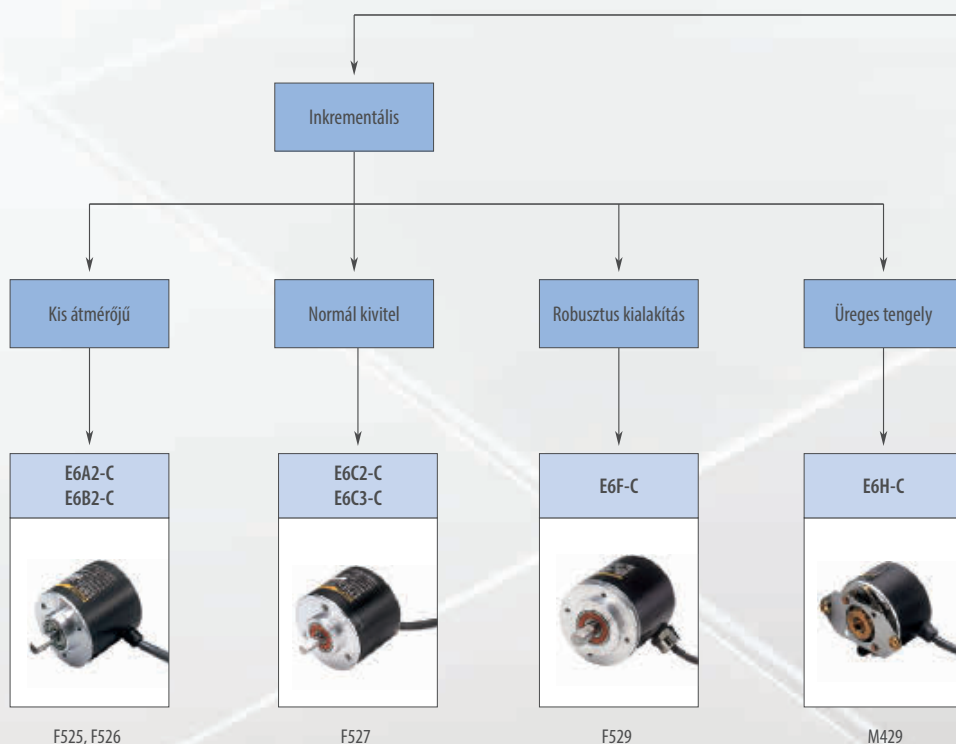 Inkrementális
Kis átmérőjű
Normál kivitel
Robusztus kialakítás
Üreges tengely
E6A2-C
E6B2-C
E6C2-C
E6C3-C
E6F-C
E6H-C
F525, F526
F527
F529
M429